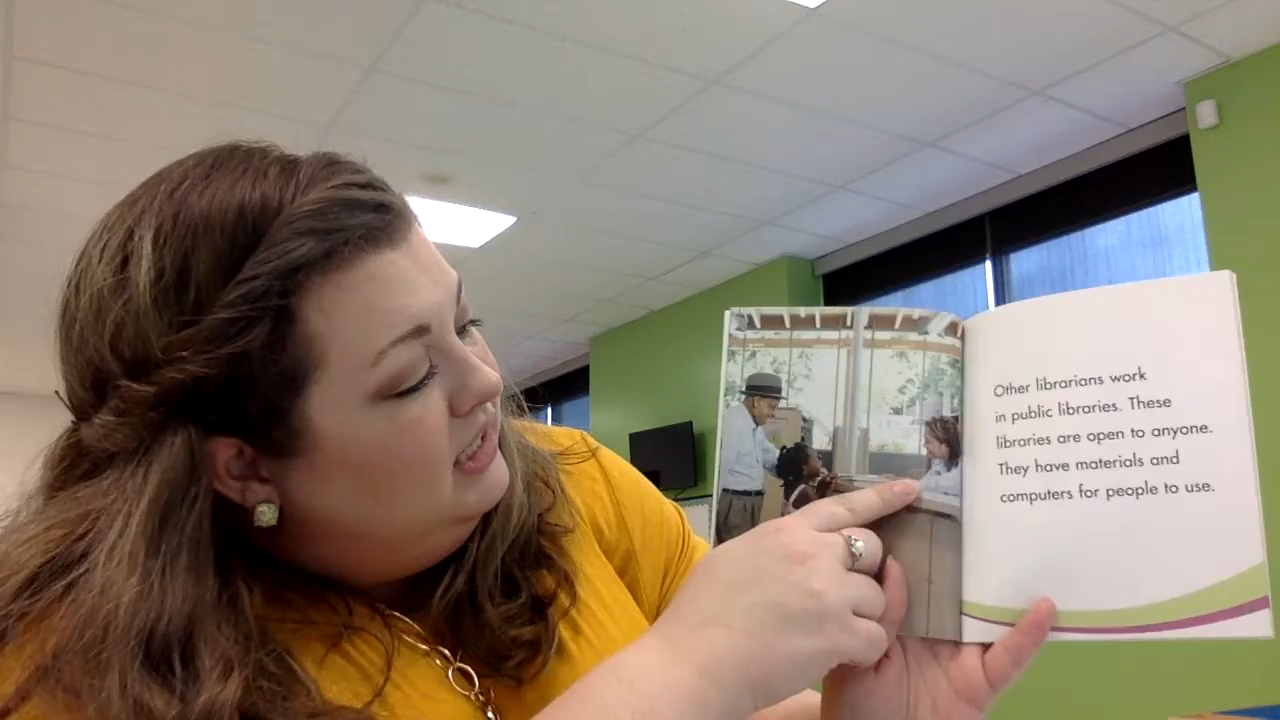 Other librarians work
in public libraries. These
libraries are open to anyone.
They have materials and
computers for people to use.